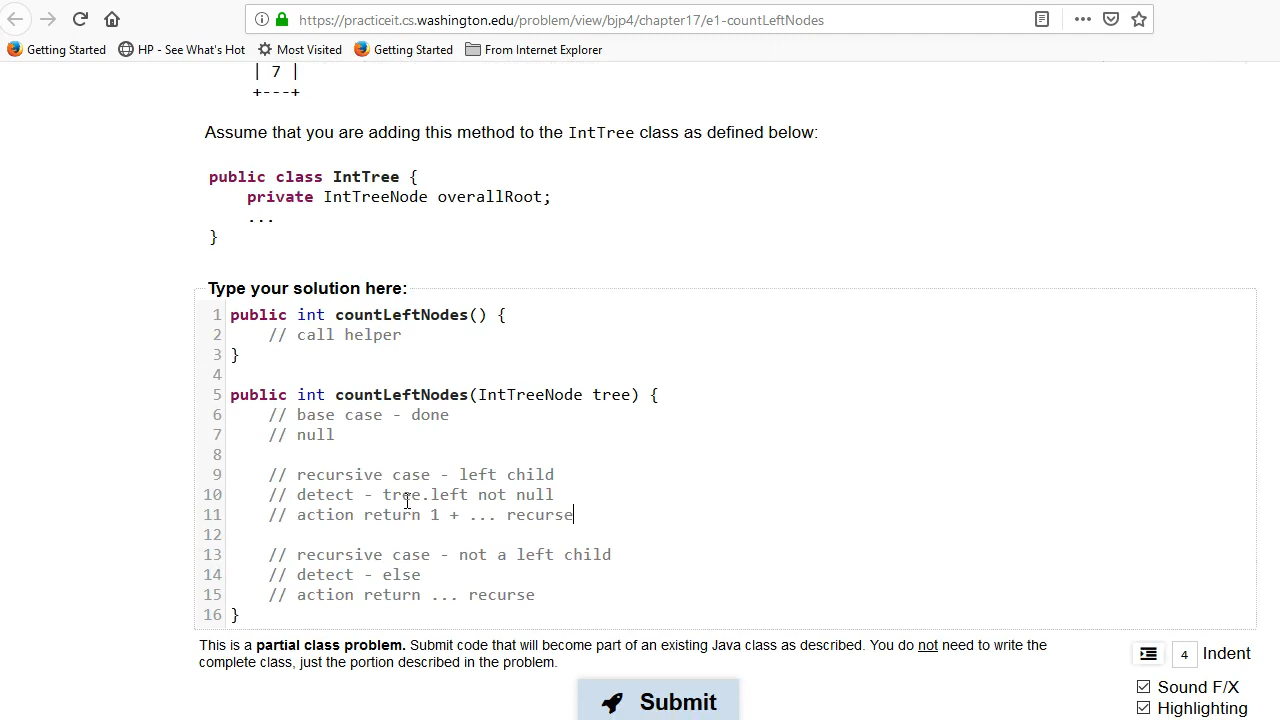 https://practiceit.cs.washington.edu/problem/view/bjp4/chapter17/e1-countLeftNodes
Getting Started HP - See What's Hot Most Visited Getting Started From Internet Explorer
| 7 |
+---+
Assume that you are adding this method to the IntTree class as defined below:
public class IntTree {
    private IntTreeNode overallRoot;
    ...
}
Type your solution here:
1 public int countLeftNodes() {
2     // call helper
3 }
4
5 public int countLeftNodes(IntTreeNode tree) {
6     // base case - done
7     // null
8
9     // recursive case - left child
10     // detect - tree.left not null
11     // action return 1 + ... recurse
12
13     // recursive case - not a left child
14     // detect - else
15     // action return ... recurse
16 }
This is a partial class problem. Submit code that will become part of an existing Java class as described. You do not need to write the
complete class, just the portion described in the problem.
4 Indent
Sound F/X
Submit
Highlighting